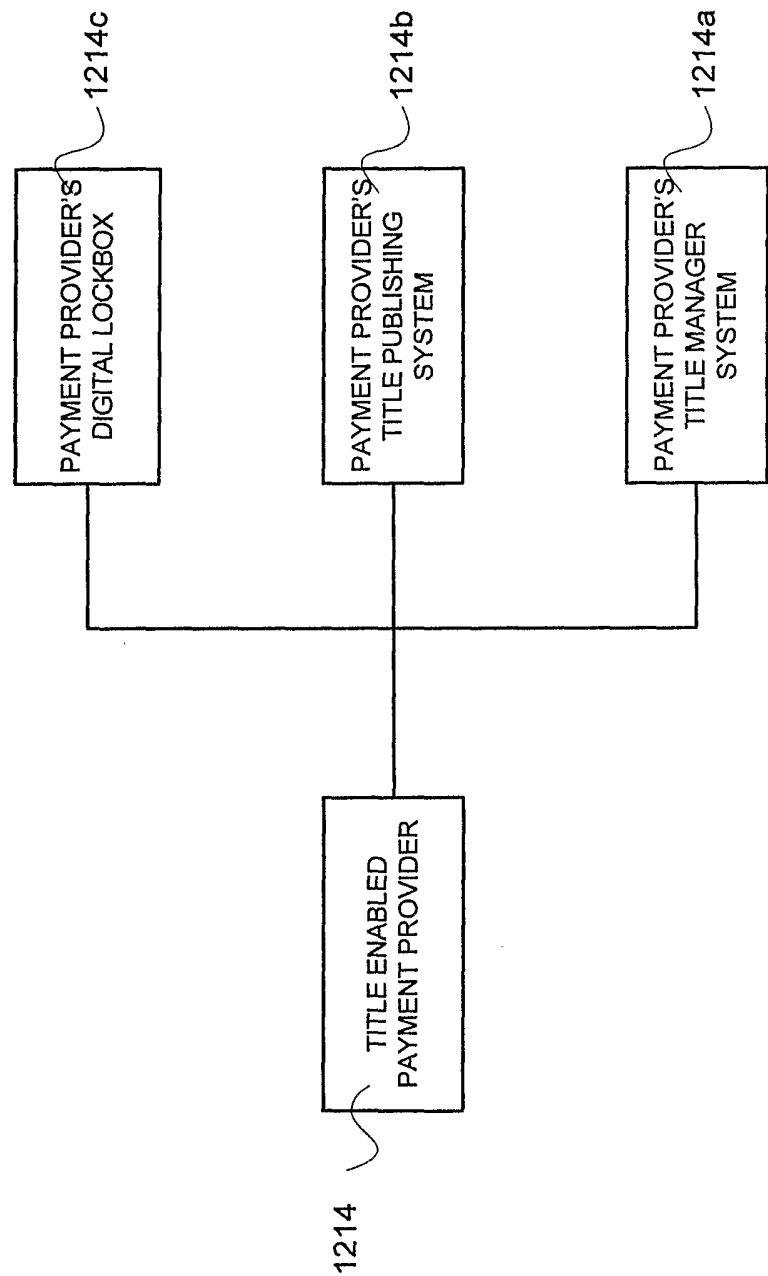 PAYMENT PROVIDER'S
DIGITAL LOCKBOX
1214c
1214
TITLE ENABLED
PAYMENT PROVIDER
PAYMENT PROVIDER'S
TITLE PUBLISHING
SYSTEM
1214b
PAYMENT PROVIDER'S
TITLE MANAGER
SYSTEM
1214a